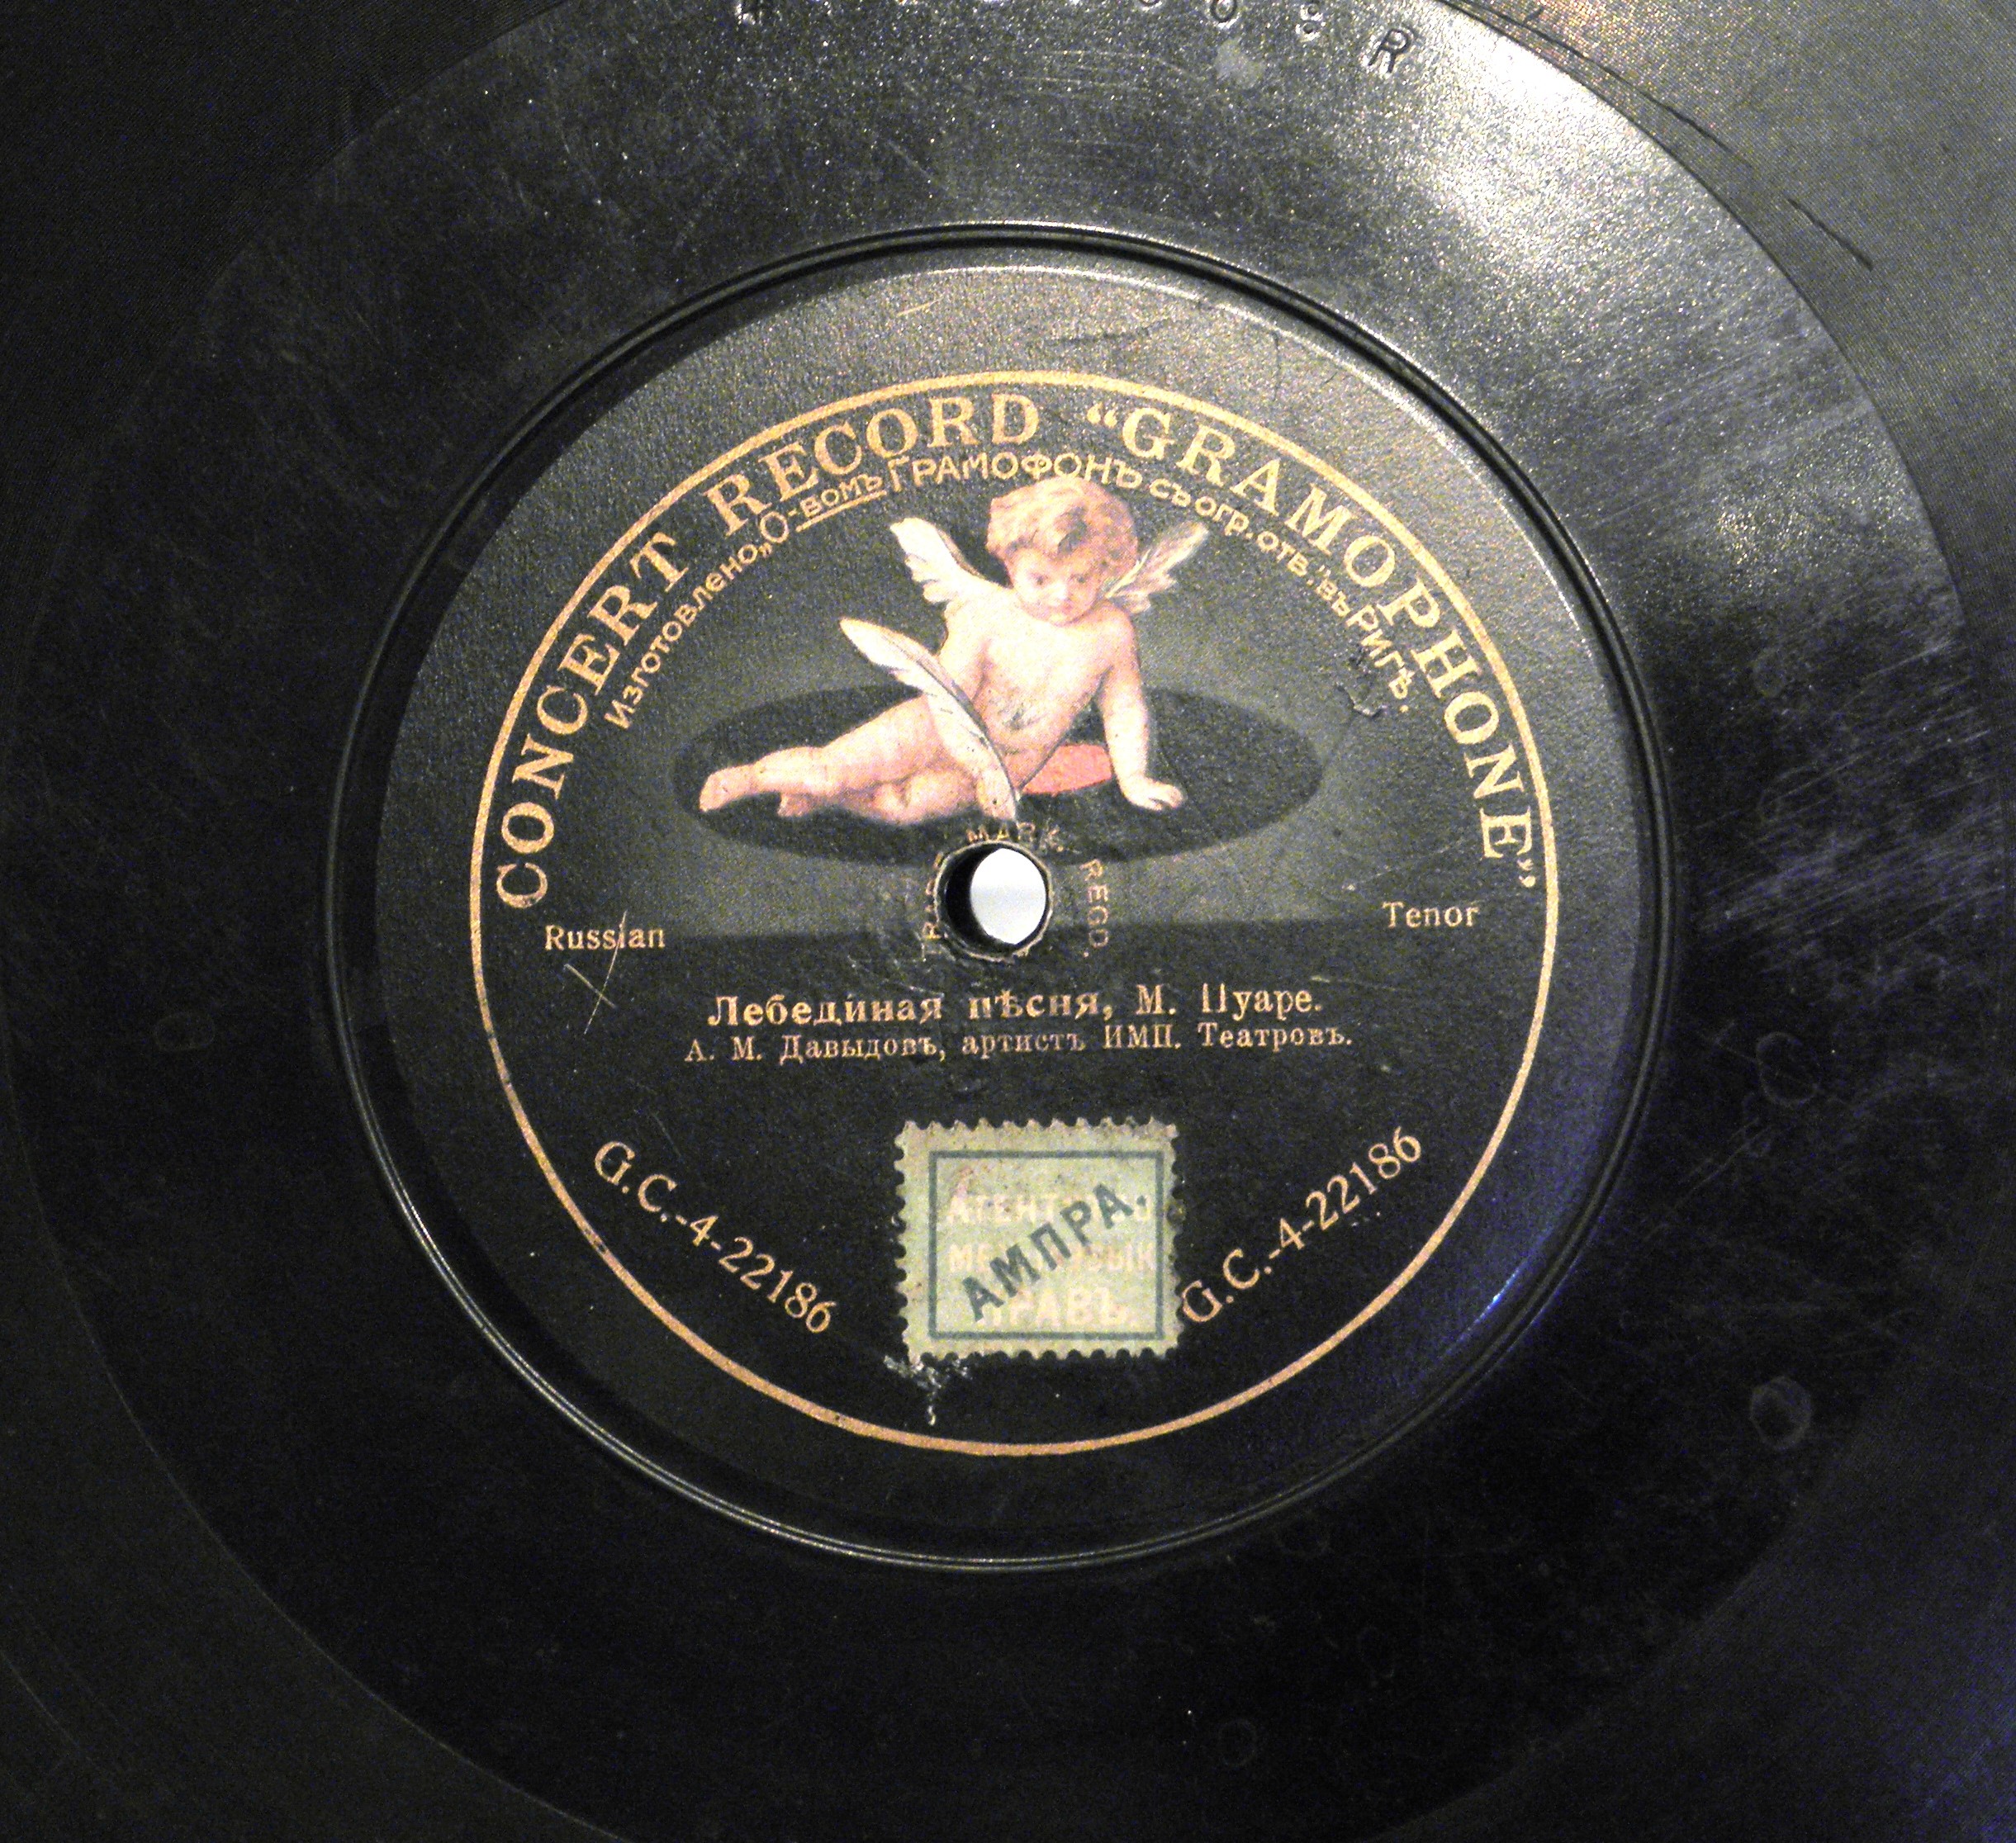 CONCERT RECORD “GRAMOPHONE”
Изготовлено „О-вомъ ГРАМОФОНЪ съ огр. отв.“ въ Ригѣ.
MARK
REGD.
Russian
Tenor
Лебединая пѣсня, М. Пуаре.
А. М. Давыдовъ, артистъ ИМП. Театровъ.
G.C.-4-22186
G.C.-4-22186
АМПРА.
ПРАВЪ
R